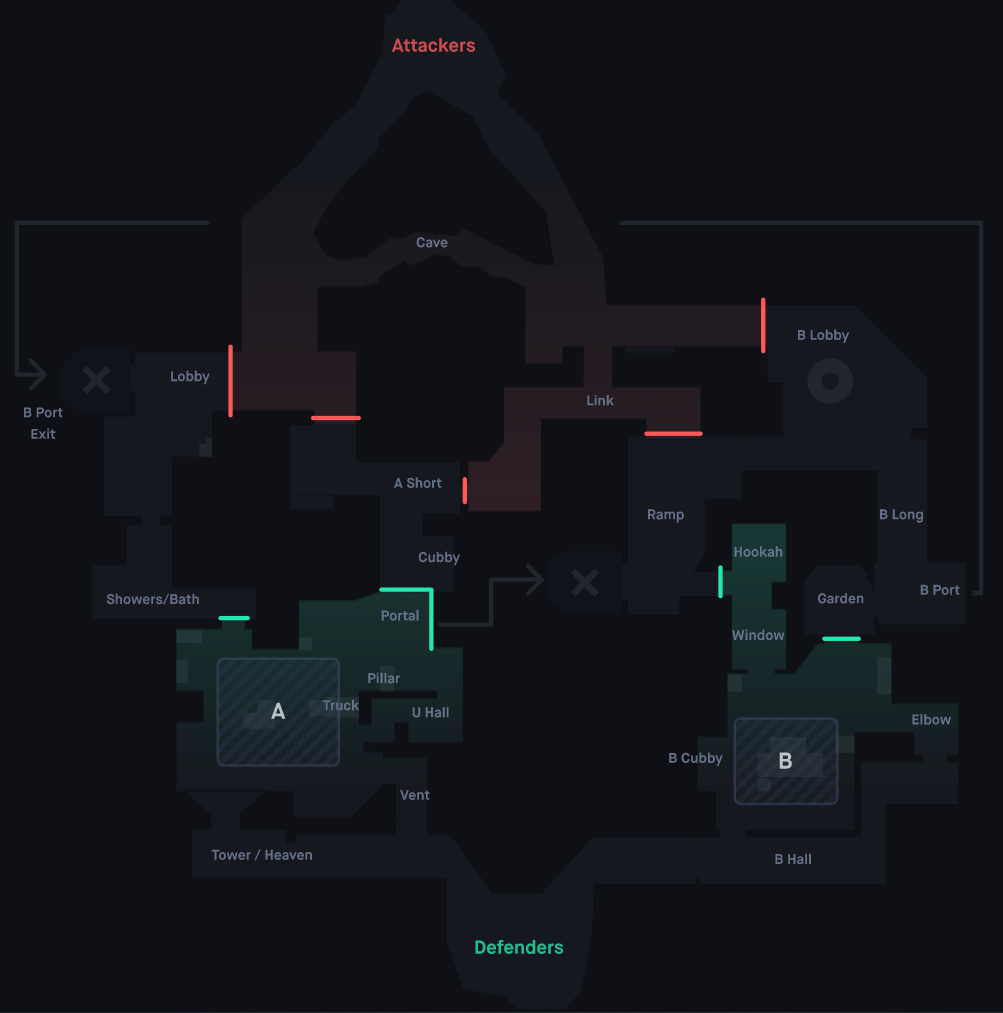 Attackers
Cave
B Lobby
Lobby
Link
B Port
Exit
A Short
Ramp
B Long
Cubby
Hookah
Showers/Bath
Garden
B Port
Portal
Window
Pillar
Truck
A
U Hall
Elbow
B Cubby
B
Vent
Tower / Heaven
B Hall
Defenders